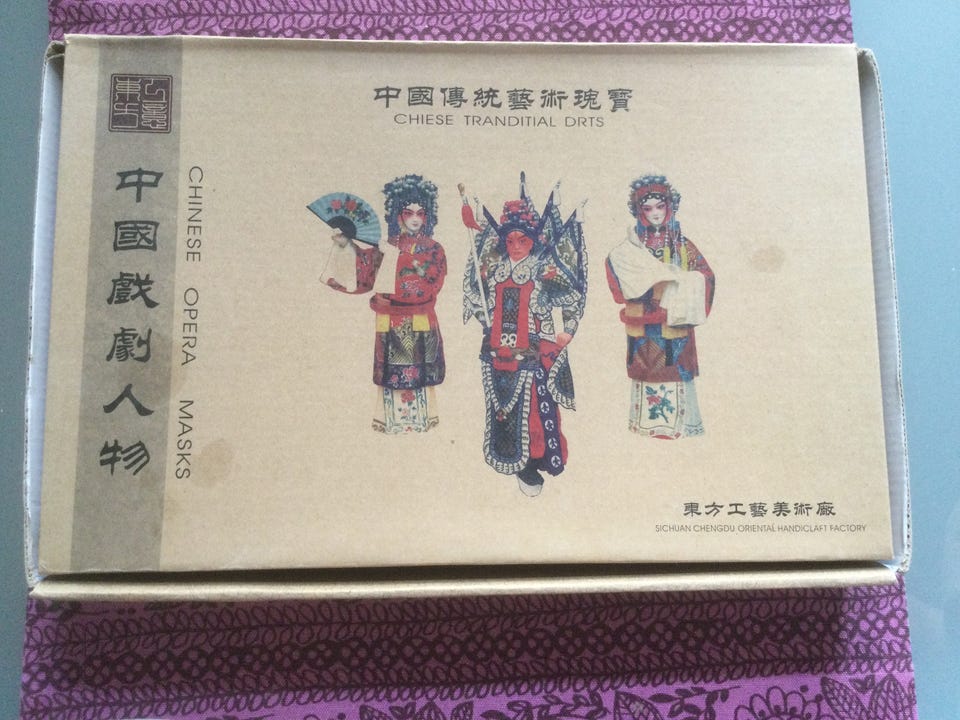 中國傳統藝術瑰寶
CHIESE TRANDITIAL DRTS
中國戲劇人物
CHINESE OPERA MASKS
東方工藝美術廠
SICHUAN CHENGDU ORIENTAL HANDICLAFT FACTORY